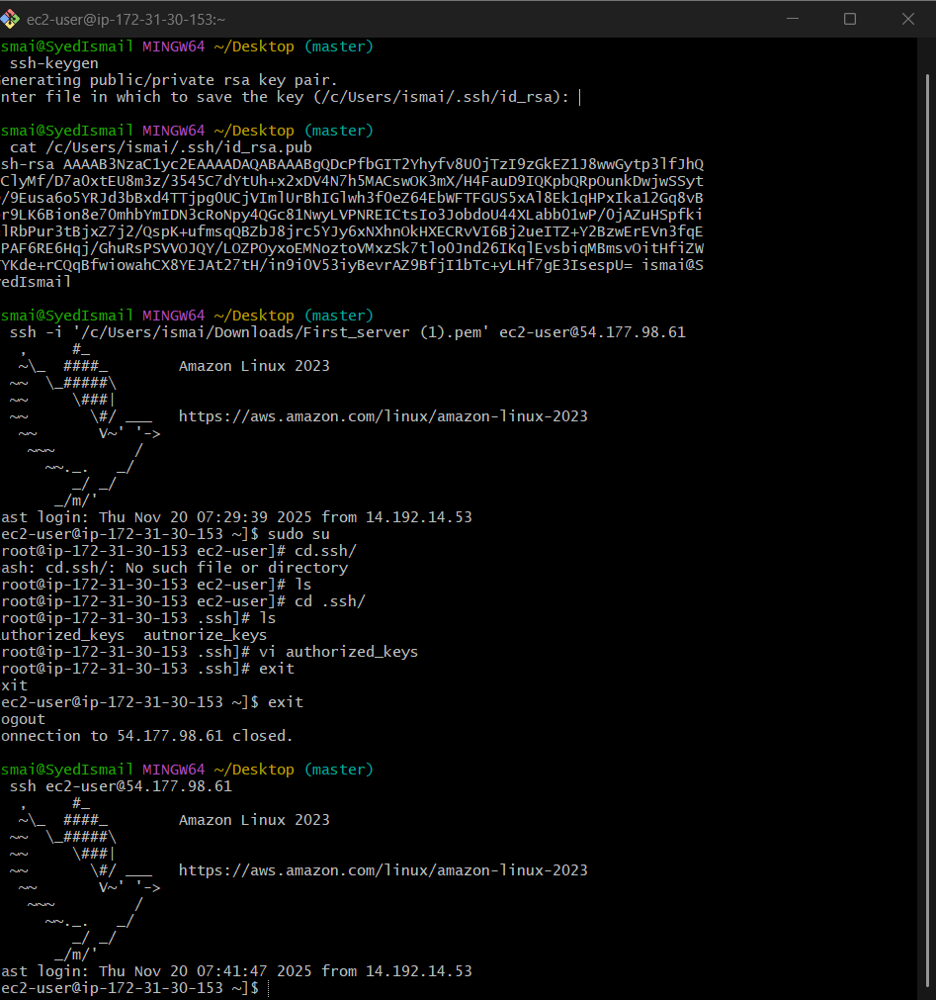 ec2-user@ip-172-31-30-153:~
smai@SyedIsmail MINGW64 ~/Desktop (master)
ssh-keygen
enerating public/private rsa key pair.
nter file in which to save the key (/c/Users/ismai/.ssh/id_rsa):
smai@SyedIsmail MINGW64 ~/Desktop (master)
cat /c/Users/ismai/.ssh/id_rsa.pub
sh-rsa AAAAB3NzaC1yc2EAAAADAQABAAABgQDcPfbGIT2Yhyfv8U0jTzI9zGkEZ1J8wwGytp3lfJhQ
ClyMf/D7aOxtEU8m3z/3545C7dYtUh+x2xDV4N7h5MACswOK3mX/H4FauD9IQKpbQRpOunkDwjwSSyt
/9Eusa6o5YRJd3bBxd4TTjpg0UCjVImlUrBhIGlwh3fOeZ64EbWFTFGUS5xAl8Ek1qHPxIka12Gq8vB
r9LK6Bion8e7OmhbYmIDN3cRoNpy4QGc81NwyLVPNREICtsIo3JobdoU44XLabb01wP/OjAZuHSpfki
lRbPur3tBjxZ7j2/QspK+ufmsqQBZbJ8jrc5YJy6xNXhnOkHXECRvVI6Bj2ueITZ+Y2BzwErEVn3fqE
PAF6RE6Hqj/GhuRsPSVVOJQY/LOZPOyxoEMNoztoVMxzSk7tloOJnd26IKqlEvsbiqMBmsvOitHfiZW
YKde+rCQqBfwiowahCX8YEJAt27tH/in9i0V53iyBevrAZ9BfjI1bTc+yLHf7gE3IsespU= ismai@S
edIsmail
smai@SyedIsmail MINGW64 ~/Desktop (master)
ssh -i '/c/Users/ismai/Downloads/First_server (1).pem' ec2-user@54.177.98.61
   ,     #_
  ~\_  ####_        Amazon Linux 2023
 ~~  \_#####\
 ~~     \###|
 ~~       \#/ ___   https://aws.amazon.com/linux/amazon-linux-2023
  ~~       V~' '->
   ~~~         /
     ~~._.   _/
        _/ _/
      _/m/'
ast login: Thu Nov 20 07:29:39 2025 from 14.192.14.53
ec2-user@ip-172-31-30-153 ~]$ sudo su
root@ip-172-31-30-153 ec2-user]# cd.ssh/
ash: cd.ssh/: No such file or directory
root@ip-172-31-30-153 ec2-user]# ls
root@ip-172-31-30-153 ec2-user]# cd .ssh/
root@ip-172-31-30-153 .ssh]# ls
uthorized_keys  autnorize_keys
root@ip-172-31-30-153 .ssh]# vi authorized_keys
root@ip-172-31-30-153 .ssh]# exit
xit
ec2-user@ip-172-31-30-153 ~]$ exit
ogout
onnection to 54.177.98.61 closed.
smai@SyedIsmail MINGW64 ~/Desktop (master)
ssh ec2-user@54.177.98.61
   ,     #_
  ~\_  ####_        Amazon Linux 2023
 ~~  \_#####\
 ~~     \###|
 ~~       \#/ ___   https://aws.amazon.com/linux/amazon-linux-2023
  ~~       V~' '->
   ~~~         /
     ~~._.   _/
        _/ _/
      _/m/'
ast login: Thu Nov 20 07:41:47 2025 from 14.192.14.53
ec2-user@ip-172-31-30-153 ~]$